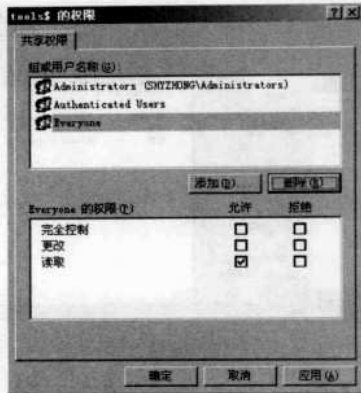 tools$ 的权限
共享权限
组或用户名称(G):
Administrators (SHYZHONG\Administrators)
Authenticated Users
Everyone
添加(D)... 删除(R)
Everyone 的权限(P) 允许 拒绝
完全控制
更改
读取
确定 取消 应用(A)